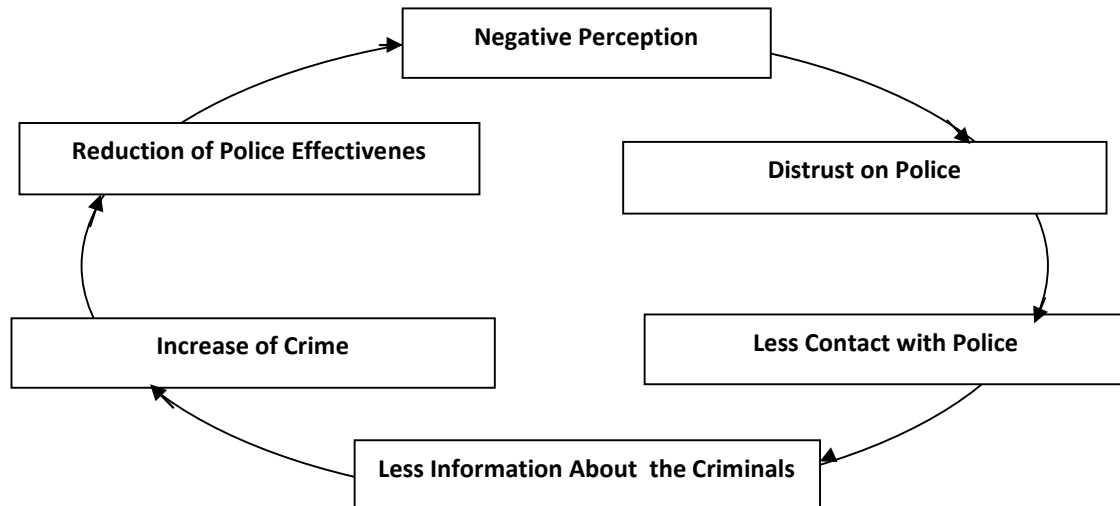 Negative Perception
Reduction of Police Effectivenes
Distrust on Police
Increase of Crime
Less Contact with Police
Less Information About  the Criminals